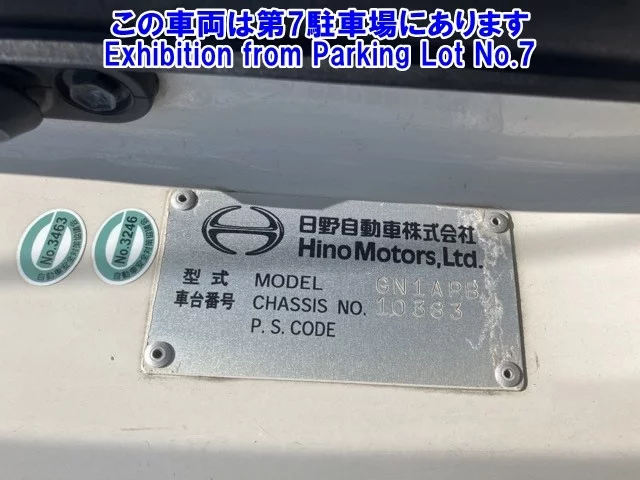 この車両は第7駐車場にあります
Exhibition from Parking Lot No.7
No.3463
No.3246
日野自動車株式会社
Hino Motors, Ltd.
型式 MODEL GN1APB
車台番号 CHASSIS NO. 10383
P.S.CODE